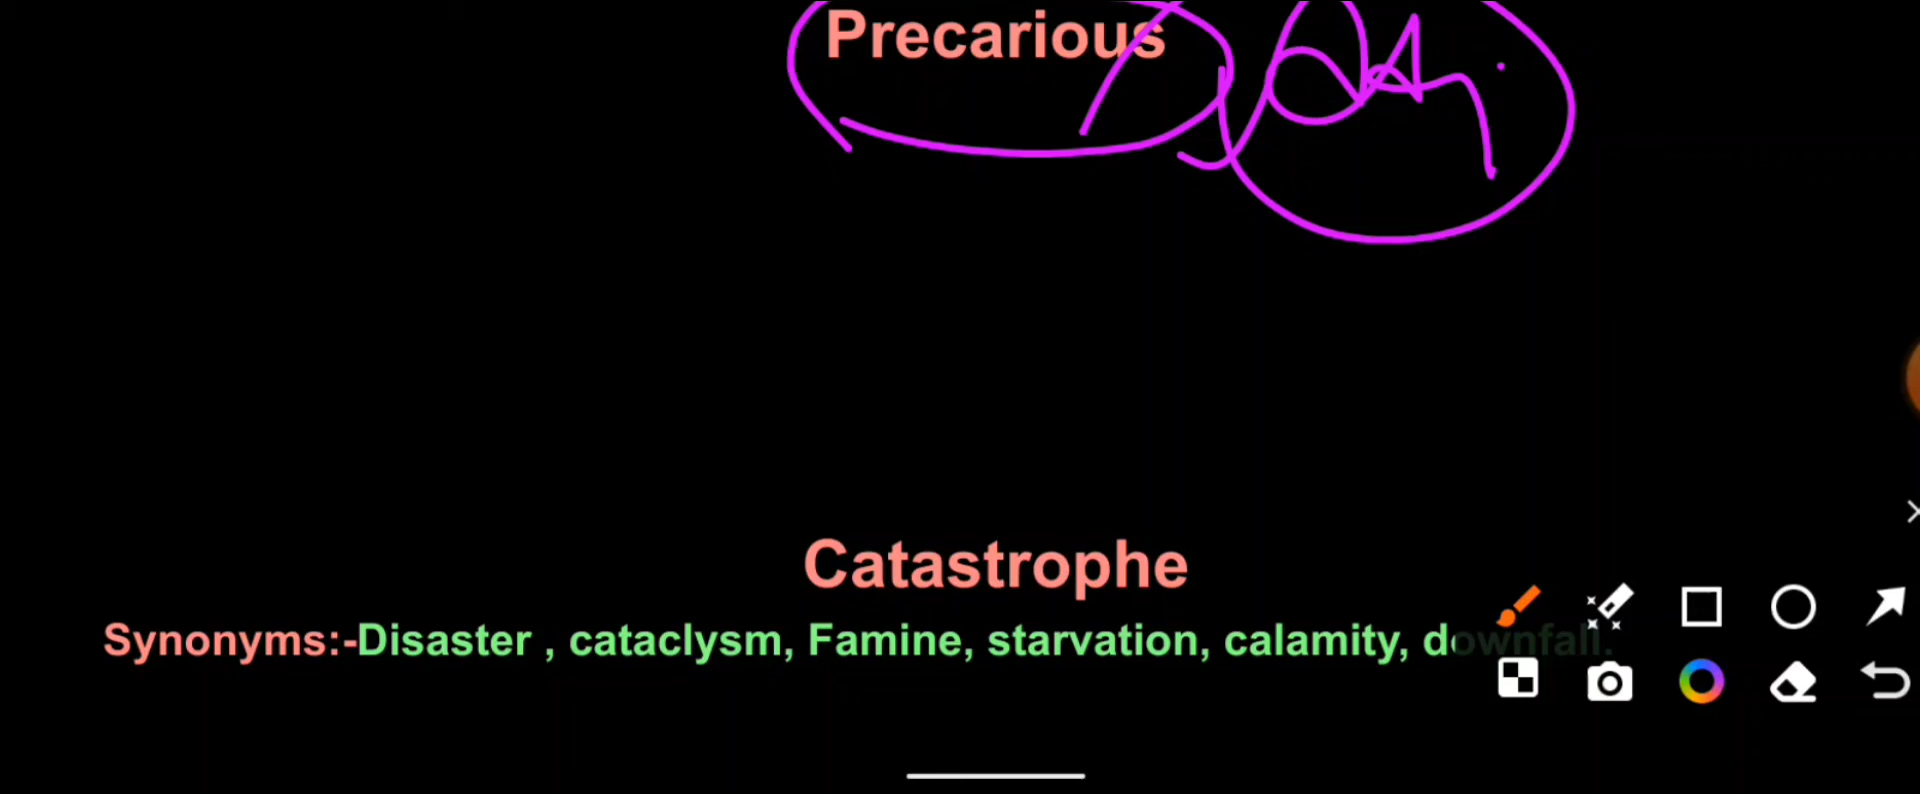 Precarious
Catastrophe
Synonyms:-Disaster , cataclysm, Famine, starvation, calamity, downfall.